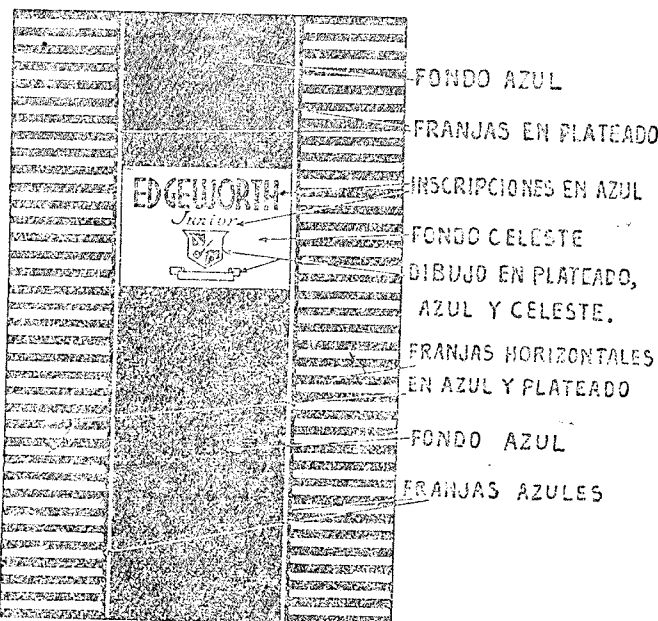 FONDO AZUL
FRANJAS EN PLATEADO
EDGEWORTH
Junior
INSCRIPCIONES EN AZUL
FONDO CELESTE
DIBUJO EN PLATEADO,
AZUL Y CELESTE.
FRANJAS HORIZONTALES
EN AZUL Y PLATEADO
FONDO AZUL
FRANJAS AZULES